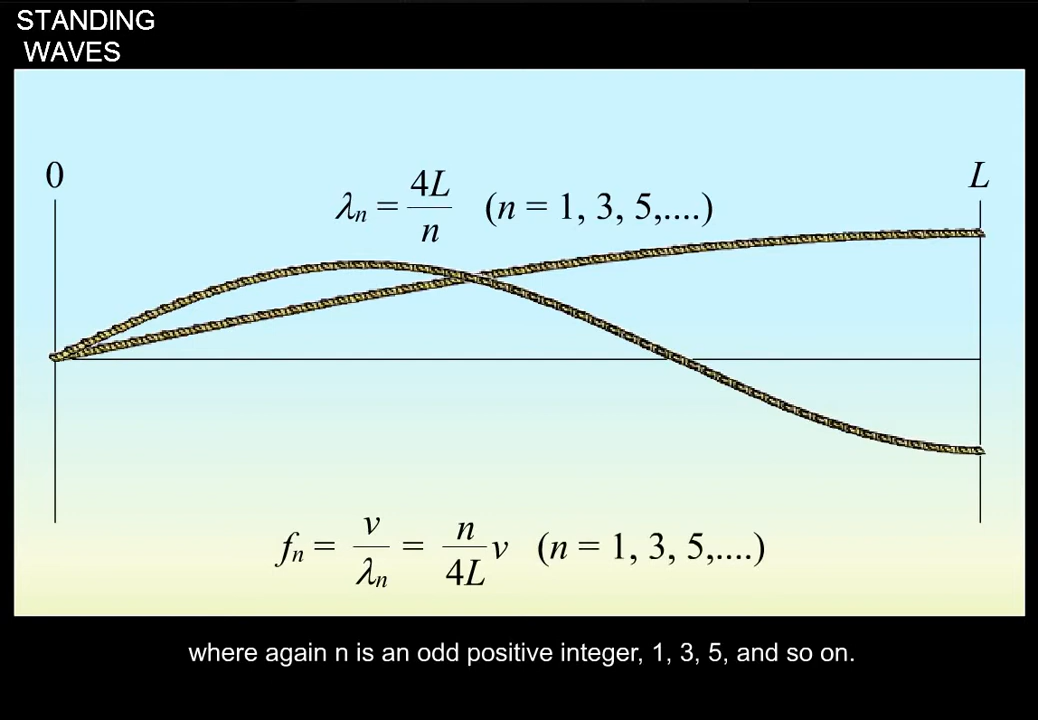 STANDING
WAVES
0
L
λn = 4L/n (n = 1, 3, 5,....)
fn = v/λn = n/4L v (n = 1, 3, 5,....)
where again n is an odd positive integer, 1, 3, 5, and so on.